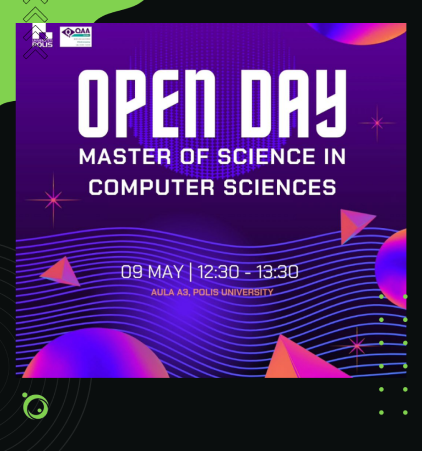 POLIS
QAA
OPEN DAY
MASTER OF SCIENCE IN
COMPUTER SCIENCES
09 MAY | 12:30 - 13:30
AULA A3, POLIS UNIVERSITY